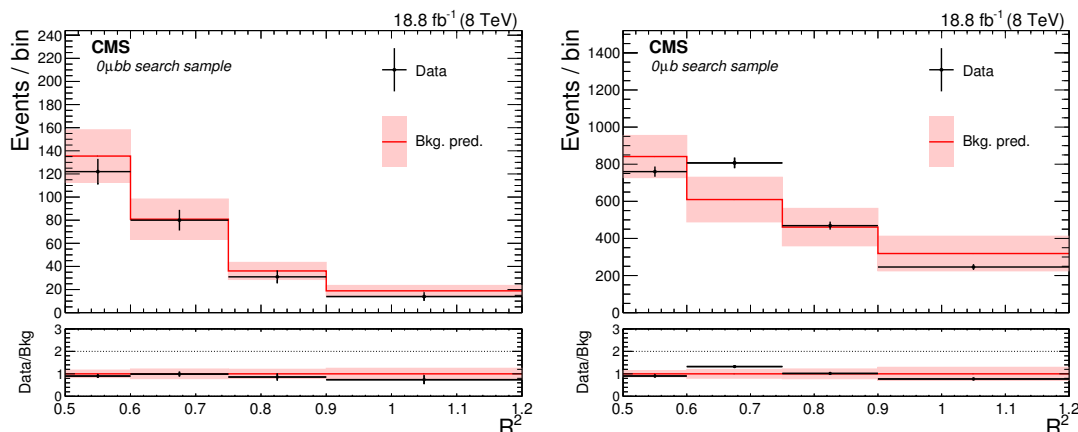 18.8 fb⁻¹ (8 TeV)
CMS
0μbb search sample
Data
Bkg. pred.
Events / bin
240
220
200
180
160
140
120
100
80
60
40
20
0
Data/Bkg
3
2
1
0
0.5 0.6 0.7 0.8 0.9 1 1.1 1.2
R²
18.8 fb⁻¹ (8 TeV)
CMS
0μb search sample
Data
Bkg. pred.
Events / bin
1400
1200
1000
800
600
400
200
0
Data/Bkg
3
2
1
0
0.5 0.6 0.7 0.8 0.9 1 1.1 1.2
R²